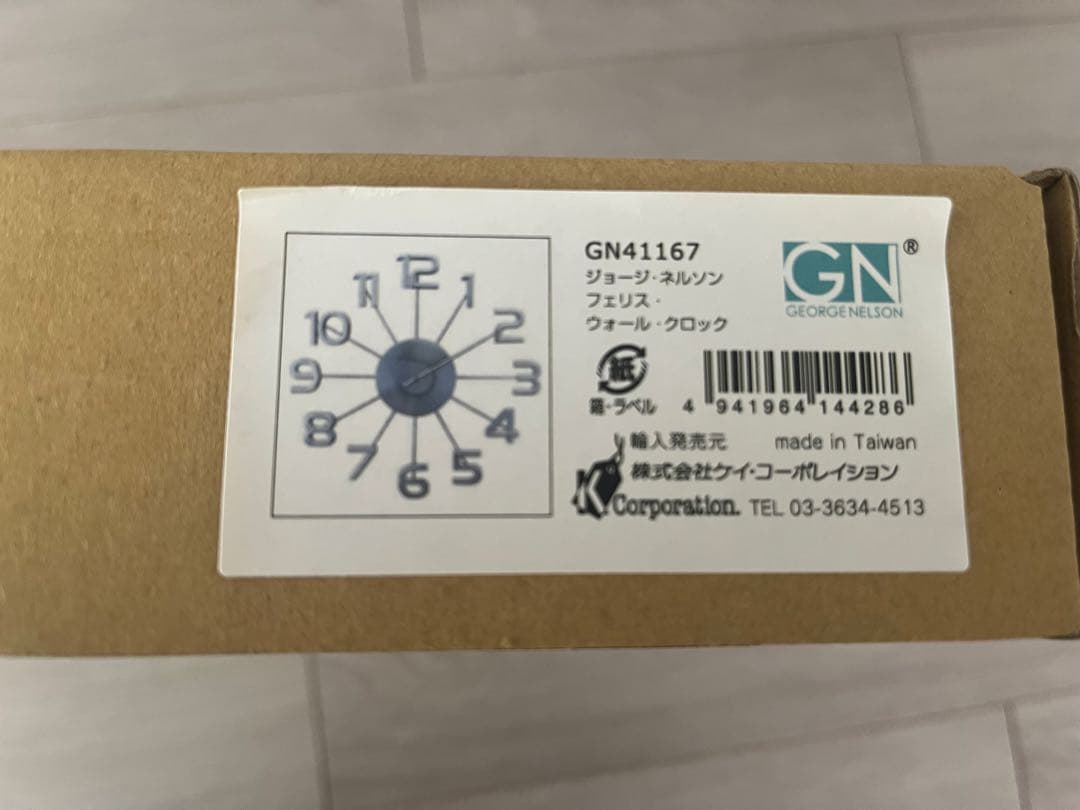 12
11
1
10
2
9
3
8
4
7
5
6
GN41167
ジョージ・ネルソン
フェリス・
ウォール・クロック
GN®
GEORGE NELSON
紙
箱・ラベル
4 941964 144286
輸入発売元 made in Taiwan
株式会社ケイ・コーポレイション
K Corporation. TEL 03-3634-4513